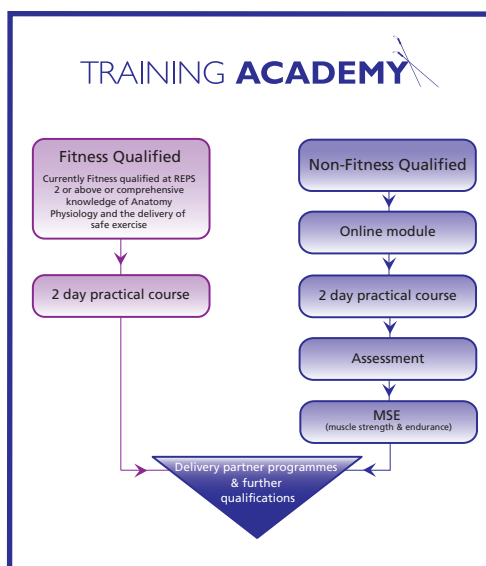 TRAINING ACADEMY
Fitness Qualified
Currently Fitness qualified at REPS
2 or above or comprehensive
knowledge of Anatomy
Physiology and the delivery of
safe exercise
2 day practical course
Non-Fitness Qualified
Online module
2 day practical course
Assessment
MSE
(muscle strength & endurance)
Delivery partner programmes
& further
qualifications